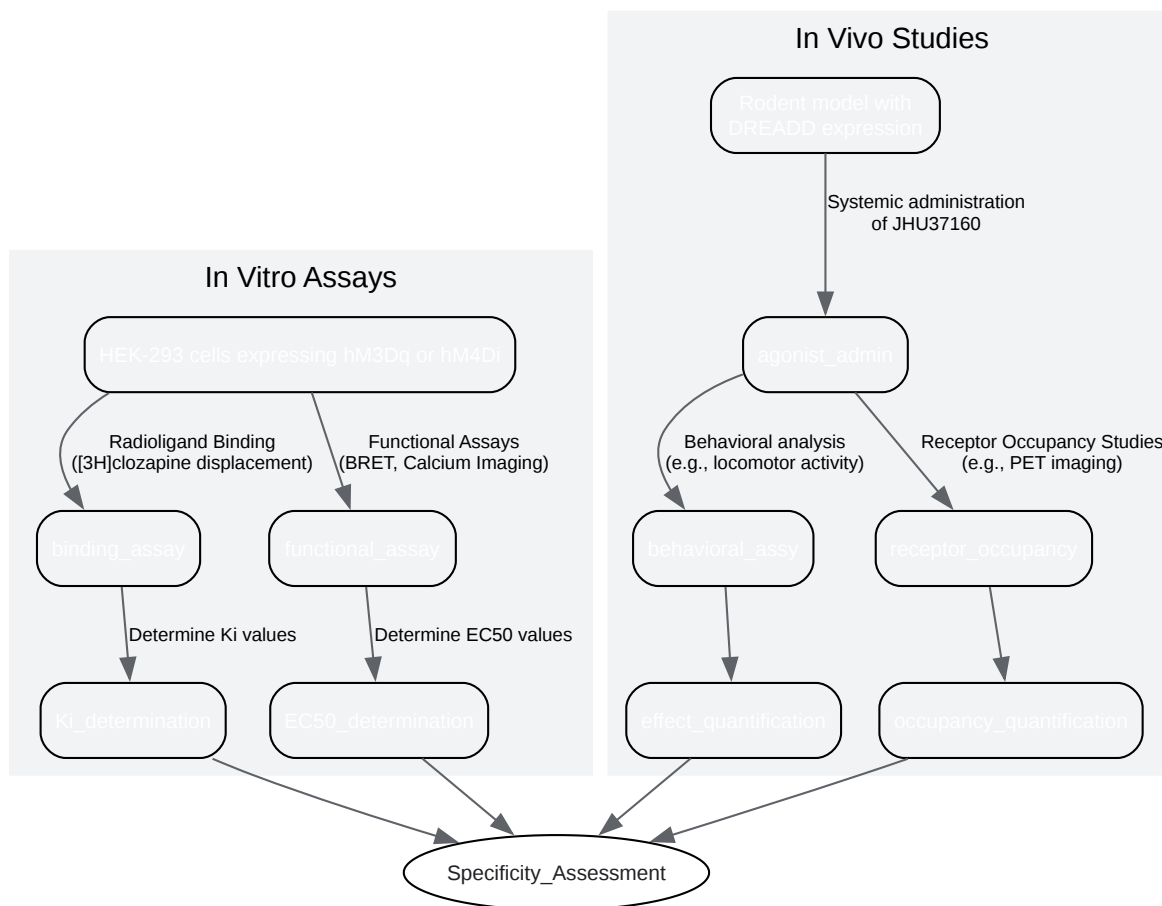 In Vivo Studies
Rodent model with
DREADD expression
Systemic administration
of JHU37160
In Vitro Assays
HEK-293 cells expressing hM3Dq or hM4Di
agonist_admin
Radioligand Binding
([3H]clozapine displacement)
Functional Assays
(BRET, Calcium Imaging)
Behavioral analysis
(e.g., locomotor activity)
Receptor Occupancy Studies
(e.g., PET imaging)
binding_assay
functional_assay
behavioral_assy
receptor_occupancy
Determine Ki values
Determine EC50 values
Ki_determination
EC50_determination
effect_quantification
occupancy_quantification
Specificity_Assessment